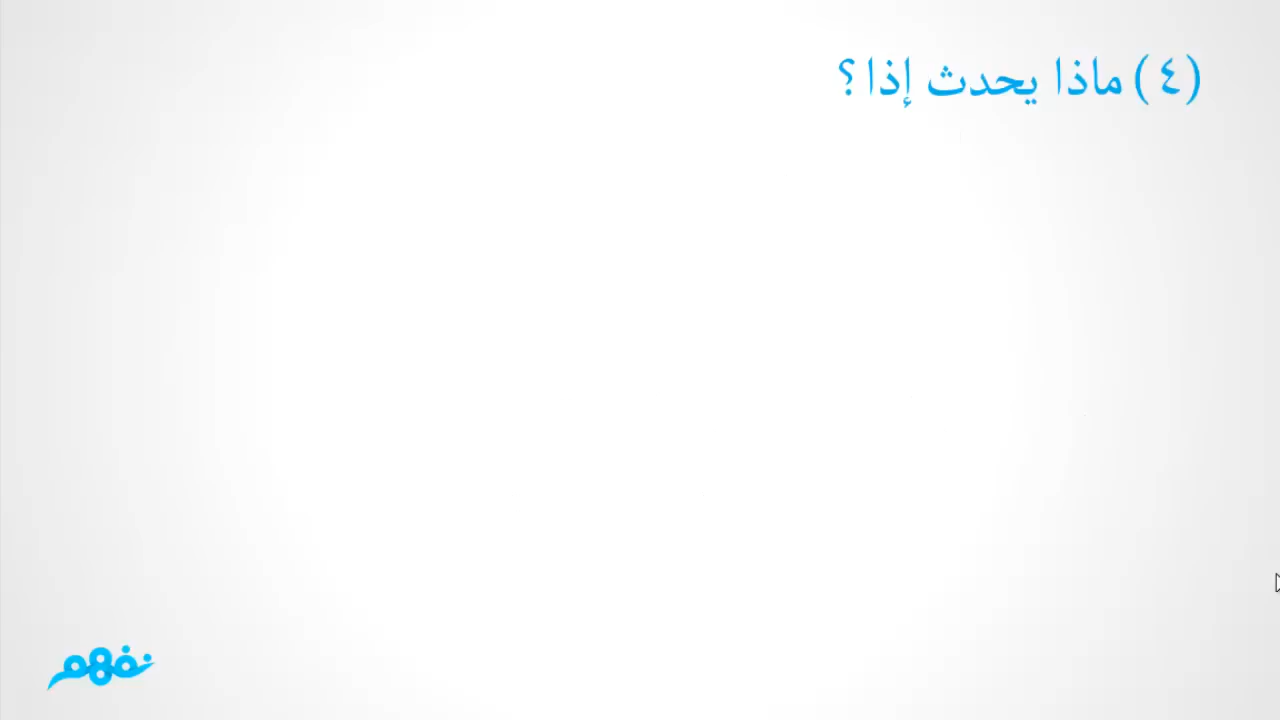 (٤) ماذا يحدث إذا ؟
نفهم